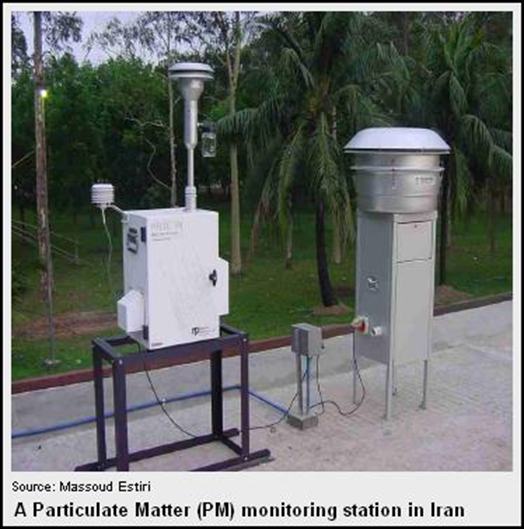 Source: Massoud Estiri
A Particulate Matter (PM) monitoring station in Iran